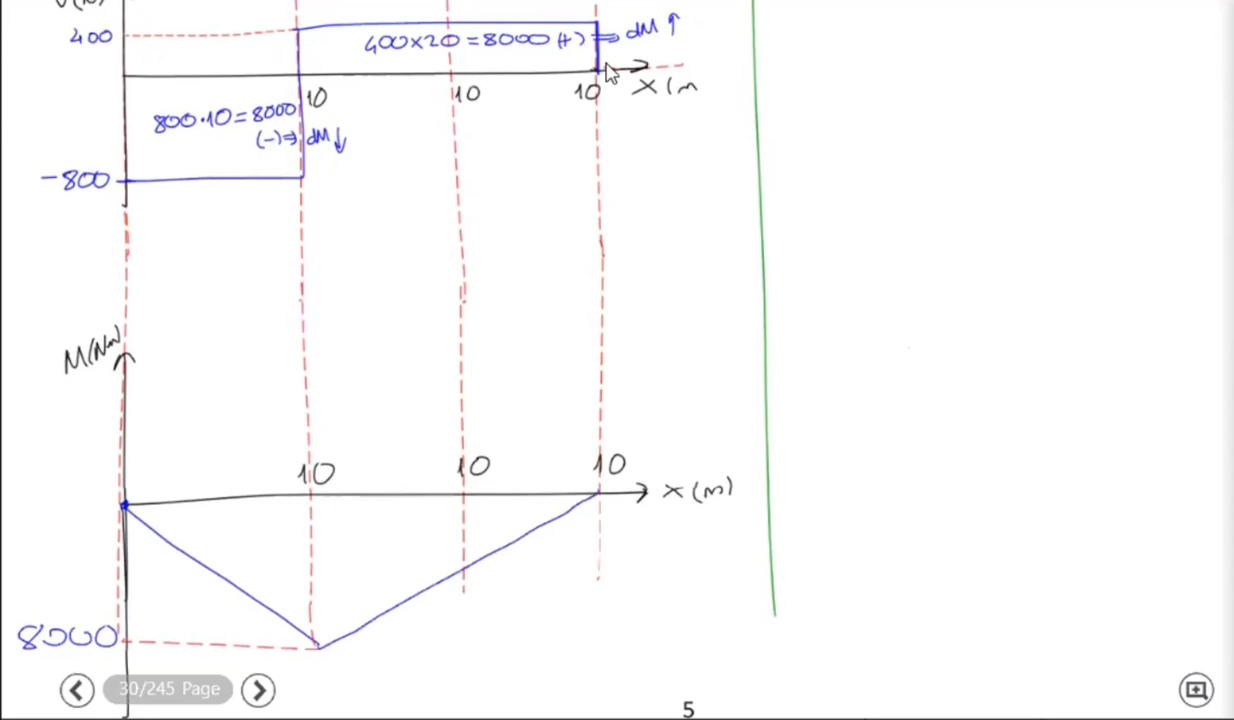 V(N)
400
400×20=8000 (+) ⇒ dM ↑
10
10
10
X(m
800·10=8000
(-)⇒ dM ↓
-800
M(Nm)
10
10
10
X(m)
8000
30/245 Page
5